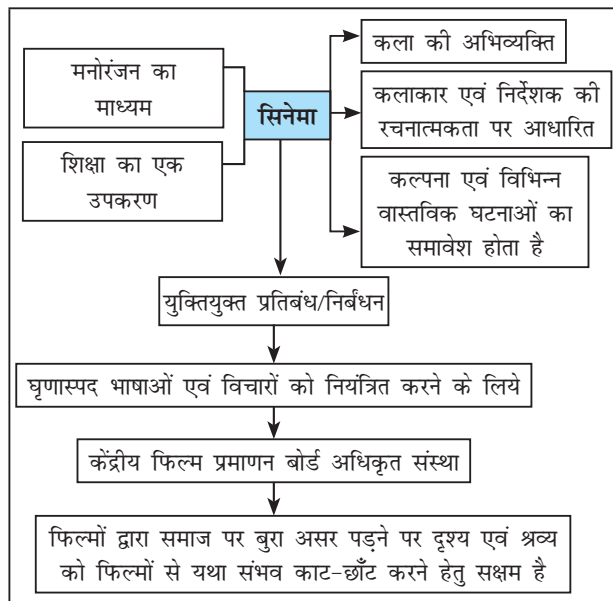 मनोरंजन का
माध्यम
शिक्षा का एक
उपकरण
सिनेमा
कला की अभिव्यक्ति
कलाकार एवं निर्देशक की
रचनात्मकता पर आधारित
कल्पना एवं विभिन्न
वास्तविक घटनाओं का
समावेश होता है
युक्तियुक्त प्रतिबंध/निर्बंधन
घृणास्पद भाषाओं एवं विचारों को नियंत्रित करने के लिये
केंद्रीय फिल्म प्रमाणन बोर्ड अधिकृत संस्था
फिल्मों द्वारा समाज पर बुरा असर पड़ने पर दृश्य एवं श्रव्य
को फिल्मों से यथा संभव काट-छाँट करने हेतु सक्षम है